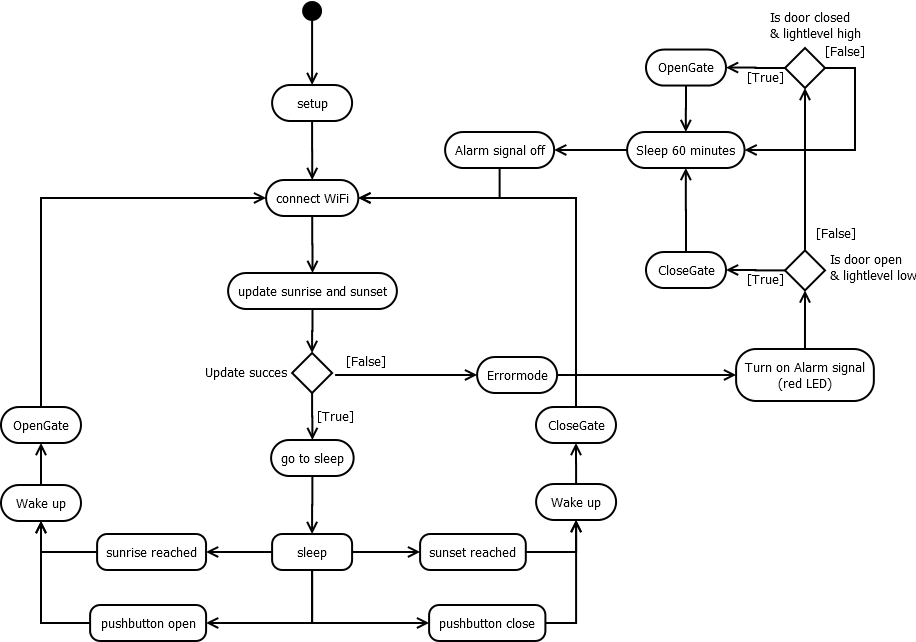 Is door closed
& lightlevel high
[False]
OpenGate
[True]
setup
Alarm signal off
Sleep 60 minutes
connect WiFi
[False]
Is door open
& lightlevel low
CloseGate
[True]
update sunrise and sunset
Update succes
[False]
Errormode
Turn on Alarm signal
(red LED)
[True]
OpenGate
CloseGate
go to sleep
Wake up
Wake up
sunrise reached
sleep
sunset reached
pushbutton open
pushbutton close